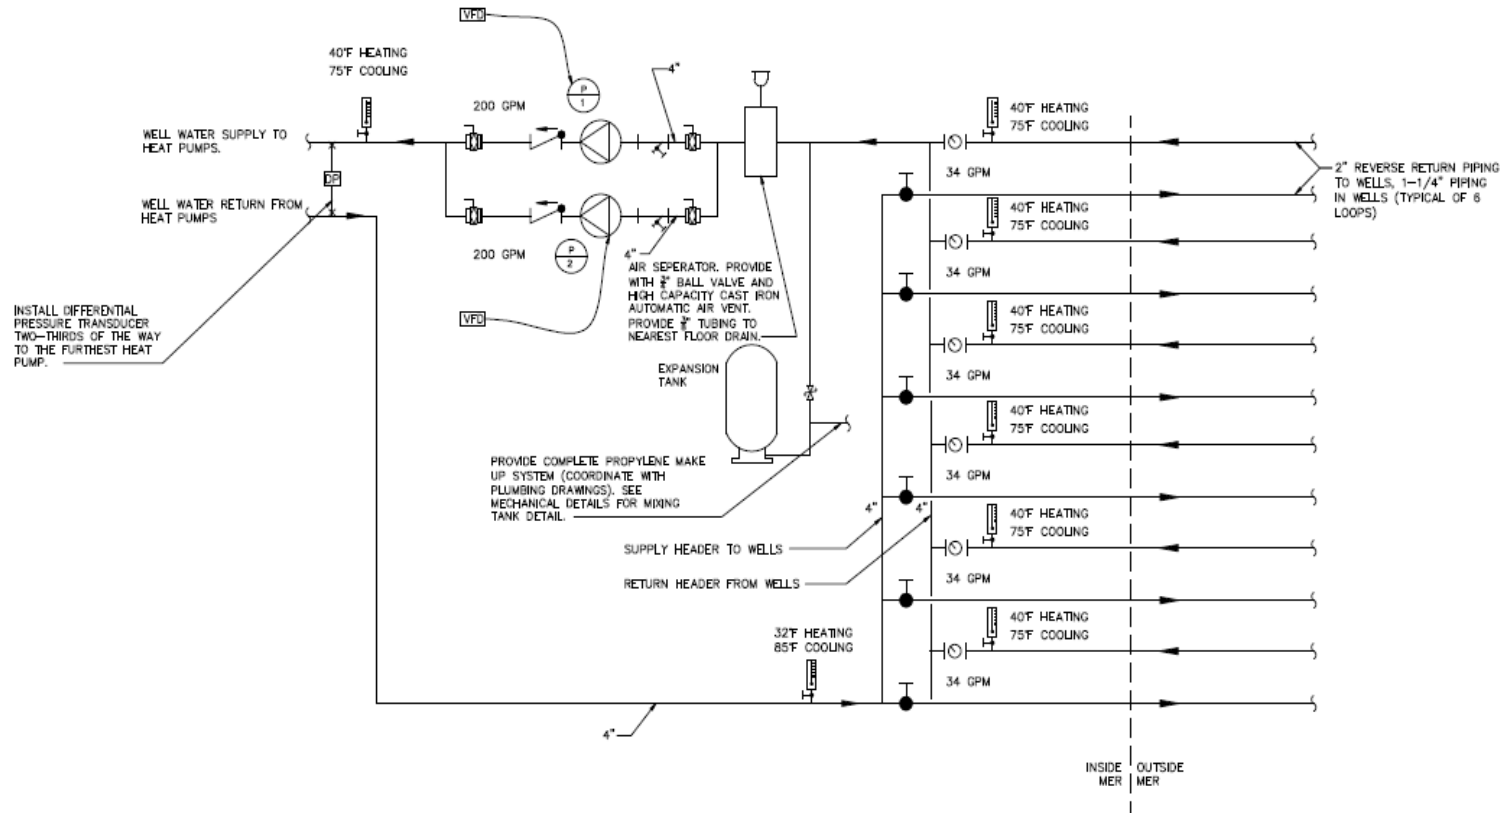 VFD
40°F HEATING
75°F COOLING
P
1
4"
200 GPM
WELL WATER SUPPLY TO
HEAT PUMPS.
DP
WELL WATER RETURN FROM
HEAT PUMPS
200 GPM
P
2
4"
VFD
INSTALL DIFFERENTIAL
PRESSURE TRANSDUCER
TWO-THIRDS OF THE WAY
TO THE FURTHEST HEAT
PUMP.
AIR SEPERATOR. PROVIDE
WITH BALL VALVE AND
HIGH CAPACITY CAST IRON
AUTOMATIC AIR VENT.
PROVIDE TUBING TO
NEAREST FLOOR DRAIN.
EXPANSION
TANK
PROVIDE COMPLETE PROPYLENE MAKE
UP SYSTEM (COORDINATE WITH
PLUMBING DRAWINGS). SEE
MECHANICAL DETAILS FOR MIXING
TANK DETAIL.
4"
4"
SUPPLY HEADER TO WELLS
RETURN HEADER FROM WELLS
32°F HEATING
85°F COOLING
4"
40°F HEATING
75°F COOLING
34 GPM
40°F HEATING
75°F COOLING
34 GPM
40°F HEATING
75°F COOLING
34 GPM
40°F HEATING
75°F COOLING
34 GPM
40°F HEATING
75°F COOLING
34 GPM
40°F HEATING
75°F COOLING
34 GPM
2" REVERSE RETURN PIPING
TO WELLS, 1-1/4" PIPING
IN WELLS (TYPICAL OF 6
LOOPS)
INSIDE
MER
OUTSIDE
MER